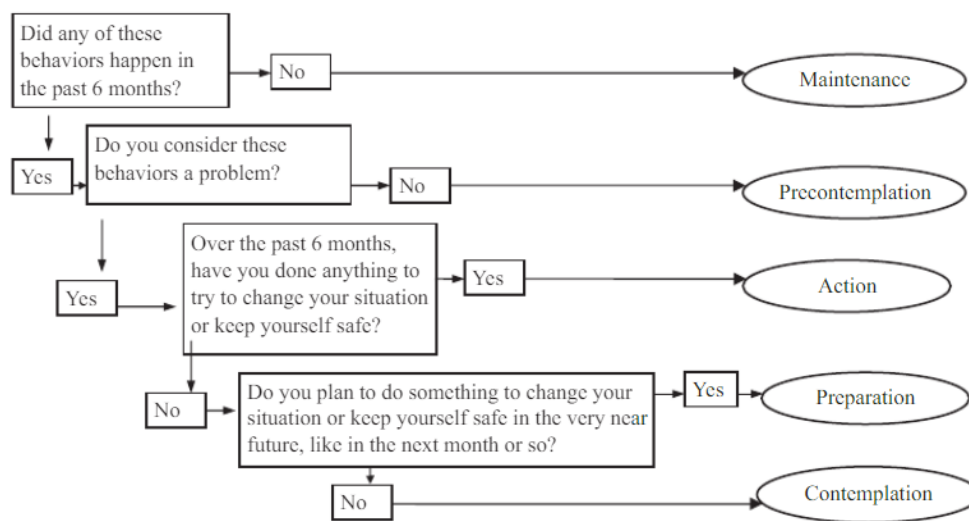 Did any of these
behaviors happen in
the past 6 months?
No
Maintenance
Yes
Do you consider these
behaviors a problem?
No
Precontemplation
Yes
Over the past 6 months,
have you done anything to
try to change your situation
or keep yourself safe?
Yes
Action
No
Do you plan to do something to change your
situation or keep yourself safe in the very near
future, like in the next month or so?
Yes
Preparation
No
Contemplation